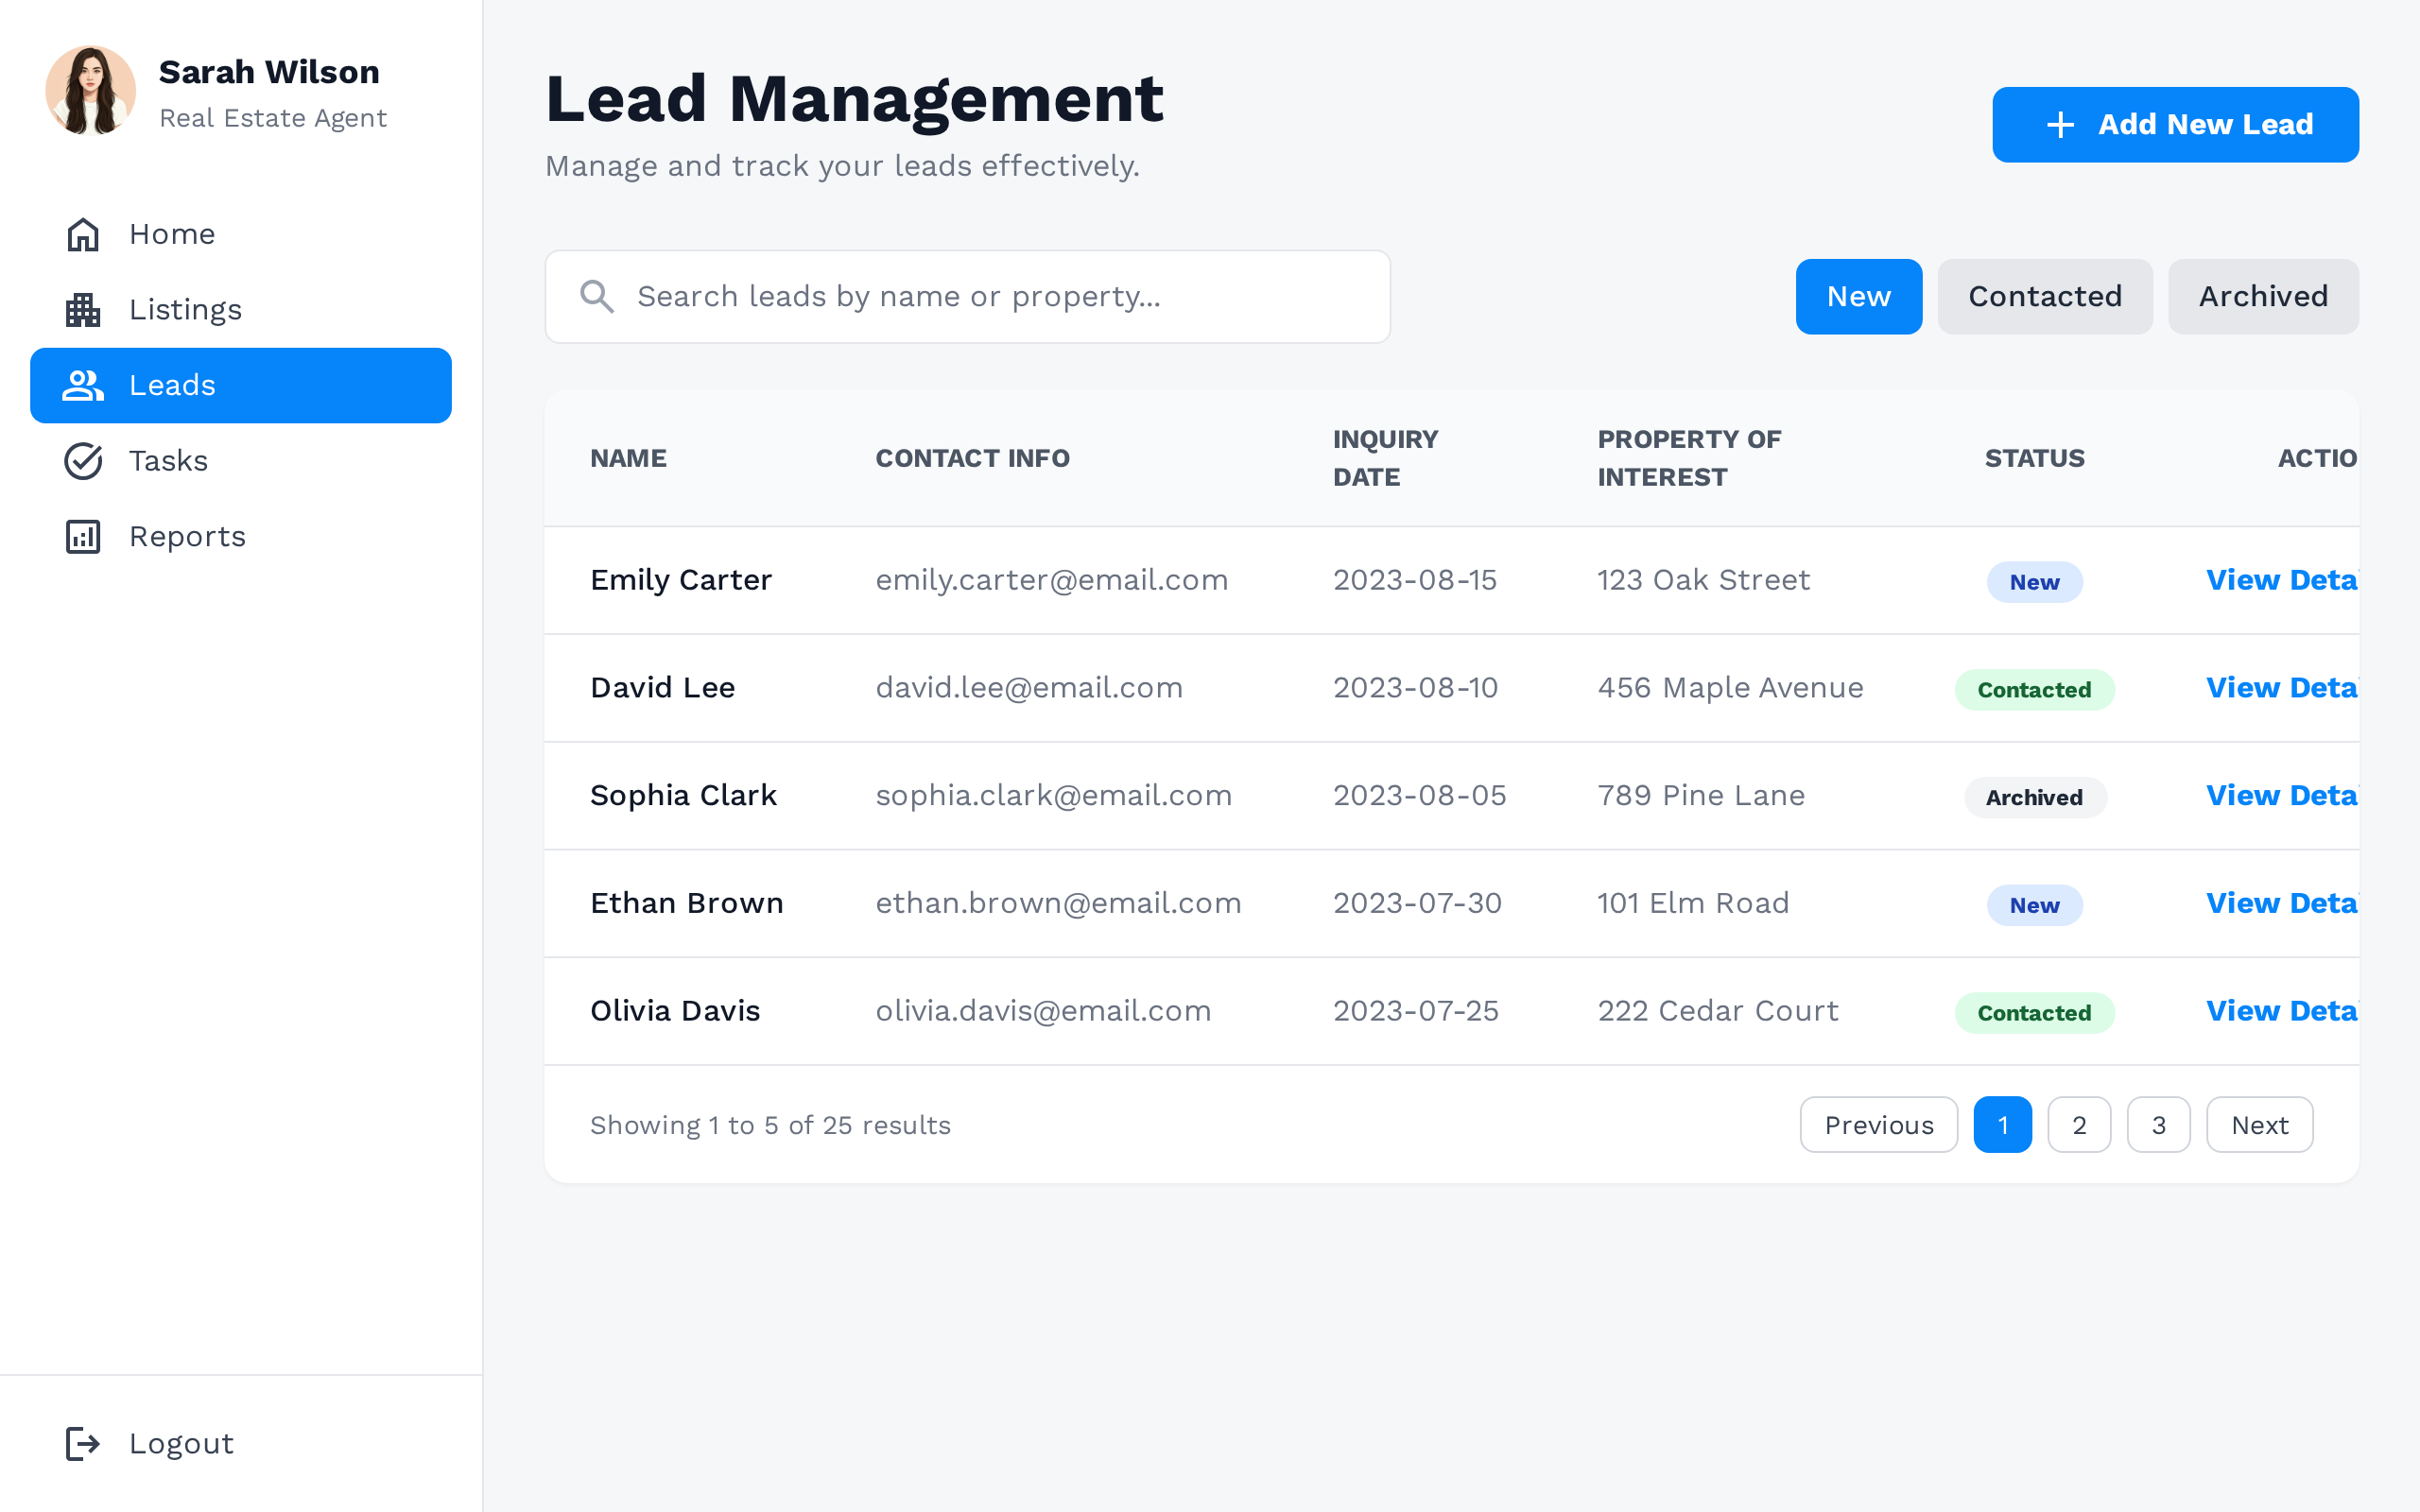 Sarah Wilson
Real Estate Agent
Home
Listings
Leads
Tasks
Reports
Logout
Lead Management
Manage and track your leads effectively.
Add New Lead
Search leads by name or property...
New Contacted Archived
NAME CONTACT INFO INQUIRY DATE PROPERTY OF INTEREST STATUS ACTIO
Emily Carter emily.carter@email.com 2023-08-15 123 Oak Street New View Detai
David Lee david.lee@email.com 2023-08-10 456 Maple Avenue Contacted View Detai
Sophia Clark sophia.clark@email.com 2023-08-05 789 Pine Lane Archived View Detai
Ethan Brown ethan.brown@email.com 2023-07-30 101 Elm Road New View Detai
Olivia Davis olivia.davis@email.com 2023-07-25 222 Cedar Court Contacted View Detai
Showing 1 to 5 of 25 results
Previous 1 2 3 Next